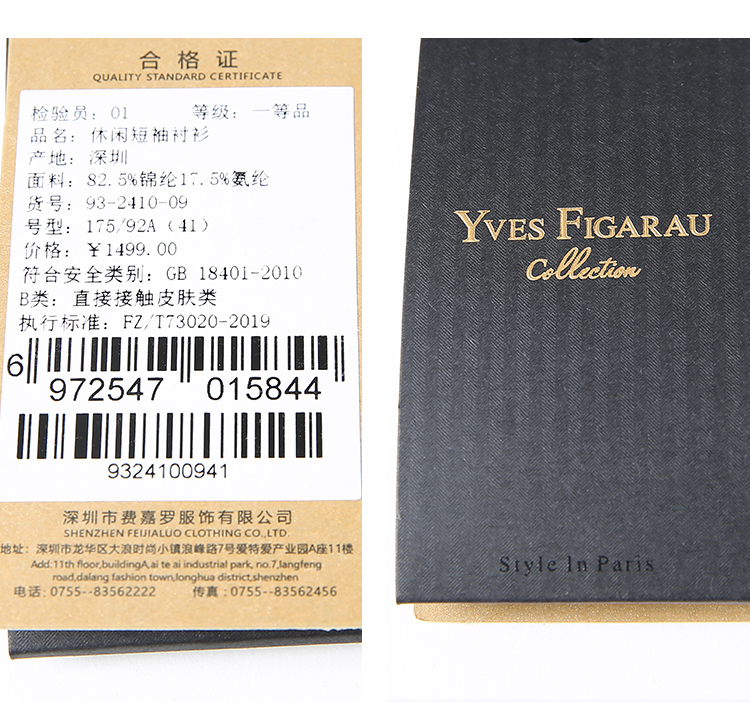 合格证
QUALITY STANDARD CERTIFICATE
检验员：01 等级：一等品
品名：休闲短袖衬衫
产地：深圳
面料：82.5%锦纶17.5%氨纶
货号：93-2410-09
号型：175/92A（41）
价格：￥1499.00
符合安全类别：GB 18401-2010
B类：直接接触皮肤类
执行标准：FZ/T73020-2019
6 972547 015844
9324100941
深圳市费嘉罗服饰有限公司
SHENZHEN FEIJIALUO CLOTHING CO.,LTD.
地址：深圳市龙华区大浪时尚小镇浪峰路7号爱特爱产业园A座11楼
Add:11th floor,buildingA,ai te ai industrial park, no.7,langfeng
road,dalang fashion town,longhua district,shenzhen
电话：0755--83562222 传真：0755--83562456
YVES FIGARAU
Collection
Style In Paris